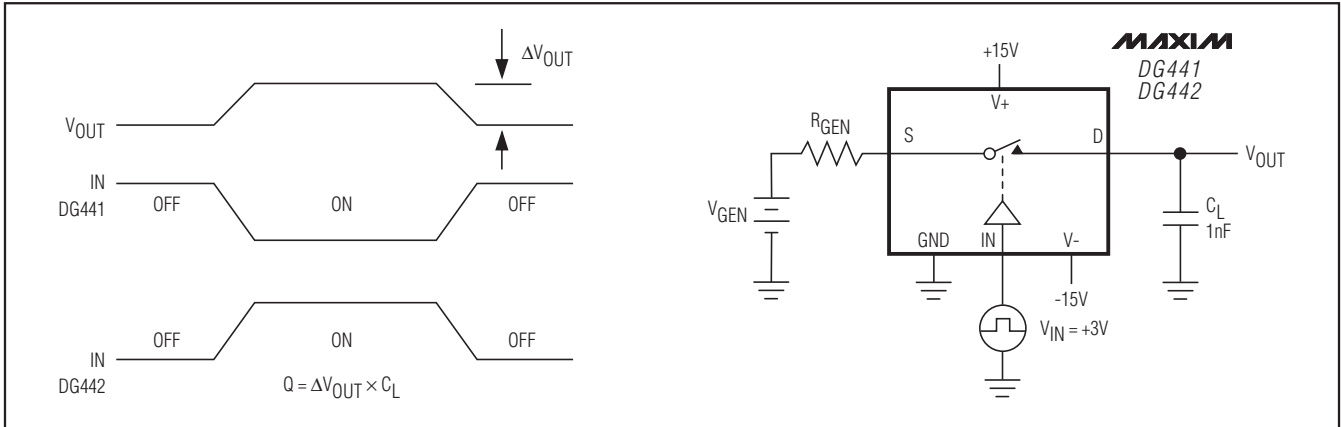 ΔVOUT
VOUT
IN
DG441
OFF
ON
OFF
IN
DG442
OFF
ON
OFF
Q = ΔVOUT × CL
MAXIM
DG441
DG442
+15V
V+
RGEN
S
D
VOUT
VGEN
CL
1nF
GND
IN
V-
-15V
VIN = +3V